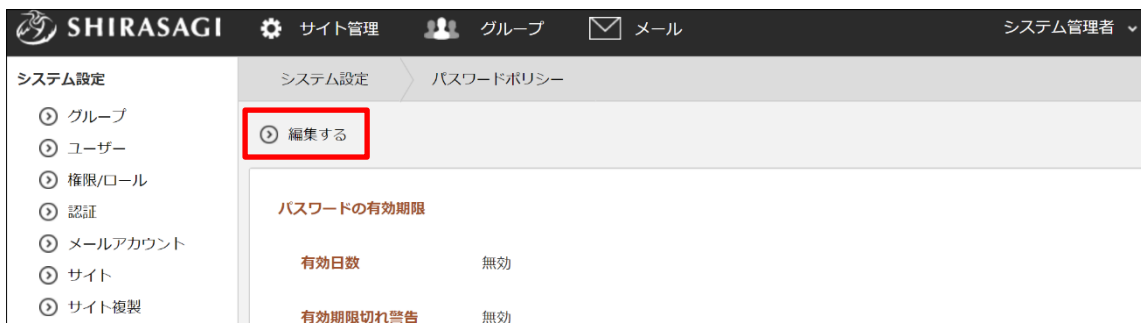 SHIRASAGI サイト管理 グループ メール システム管理者
システム設定
グループ
ユーザー
権限/ロール
認証
メールアカウント
サイト
サイト複製
システム設定 パスワードポリシー
編集する
パスワードの有効期限
有効日数 無効
有効期限切れ警告 無効